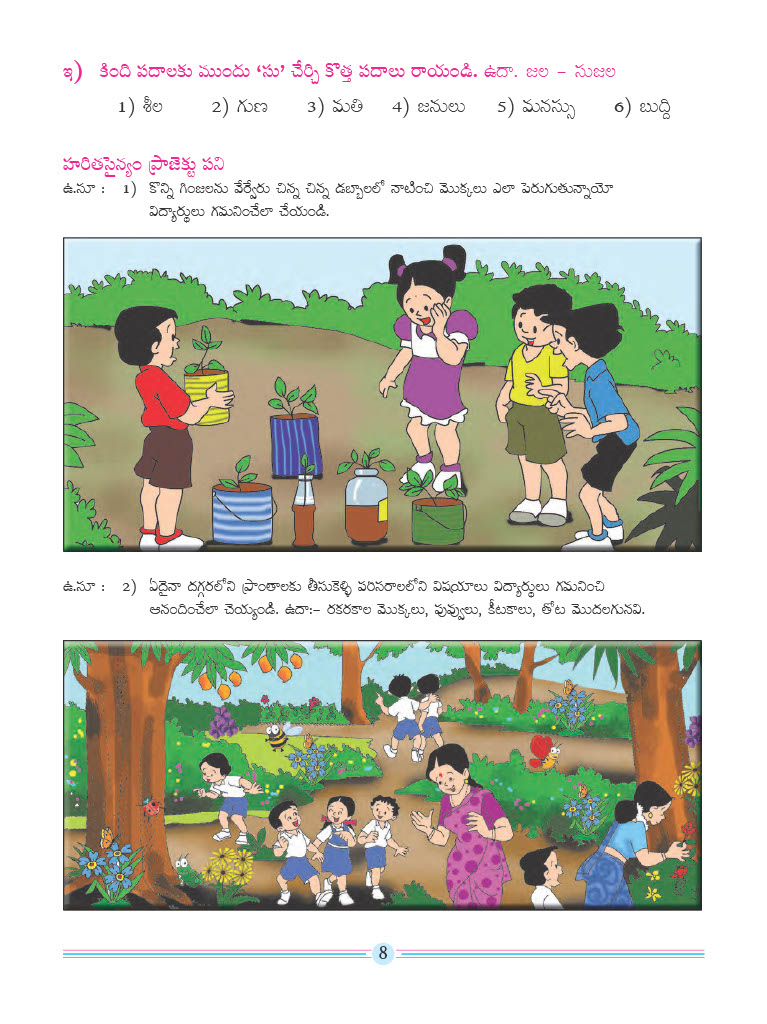 ఇ) కింది పదాలకు ముందు ‘సు’ చేర్చి కొత్త పదాలు రాయండి. ఉదా. జల – సుజల
1) శీల 2) గుణ 3) మతి 4) జనులు 5) మనస్సు 6) బుద్ది
హరితసైన్యం ప్రాజెక్టు పని
ఉ.సూ : 1) కొన్ని గింజలను వేర్వేరు చిన్న చిన్న డబ్బాలలో నాటించి మొక్కలు ఎలా పెరుగుతున్నాయో
విద్యార్థులు గమనించేలా చేయండి.
ఉ.సూ : 2) ఏదైనా దగ్గరలోని ప్రాంతాలకు తీసుకెళ్ళి పరిసరాలలోని విషయాలు విద్యార్థులు గమనించి
ఆనందించేలా చెయ్యండి. ఉదా:– రకరకాల మొక్కలు, పువ్వులు, కీటకాలు, తోట మొదలగునవి.
8